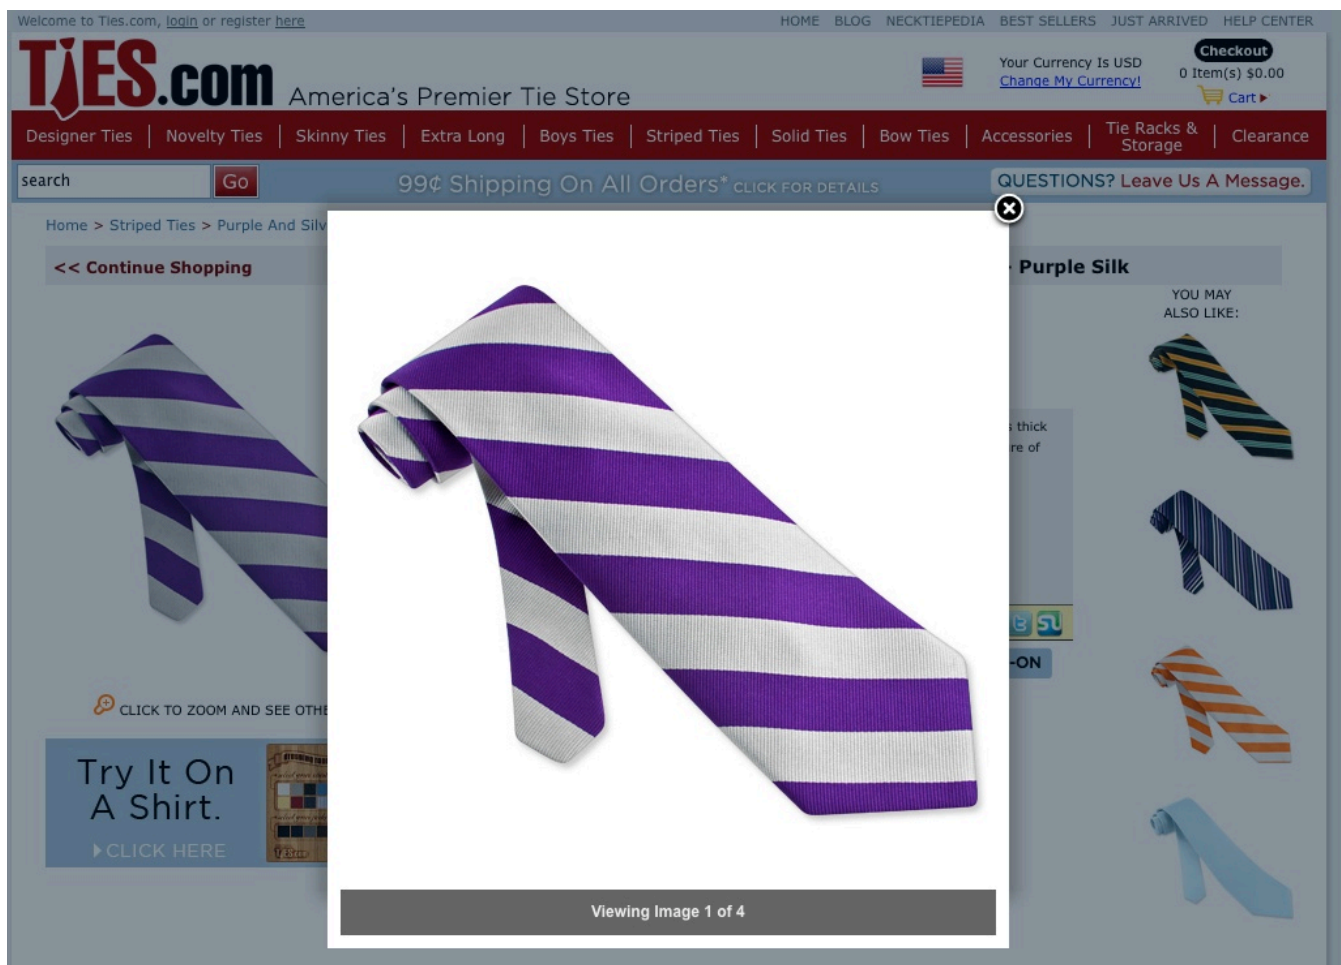 Welcome to Ties.com, login or register here
HOME BLOG NECKTIEPEDIA BEST SELLERS JUST ARRIVED HELP CENTER
TiES.com America's Premier Tie Store
Your Currency Is USD
Change My Currency!
Checkout
0 Item(s) $0.00
Cart
Designer Ties Novelty Ties Skinny Ties Extra Long Boys Ties Striped Ties Solid Ties Bow Ties Accessories Tie Racks & Storage Clearance
search Go 99¢ Shipping On All Orders* CLICK FOR DETAILS QUESTIONS? Leave Us A Message.
Home > Striped Ties > Purple And Silv
<< Continue Shopping
Purple Silk
YOU MAY
ALSO LIKE:
thick
re of
-ON
CLICK TO ZOOM AND SEE OTHE
Try It On
A Shirt.
CLICK HERE
Viewing Image 1 of 4